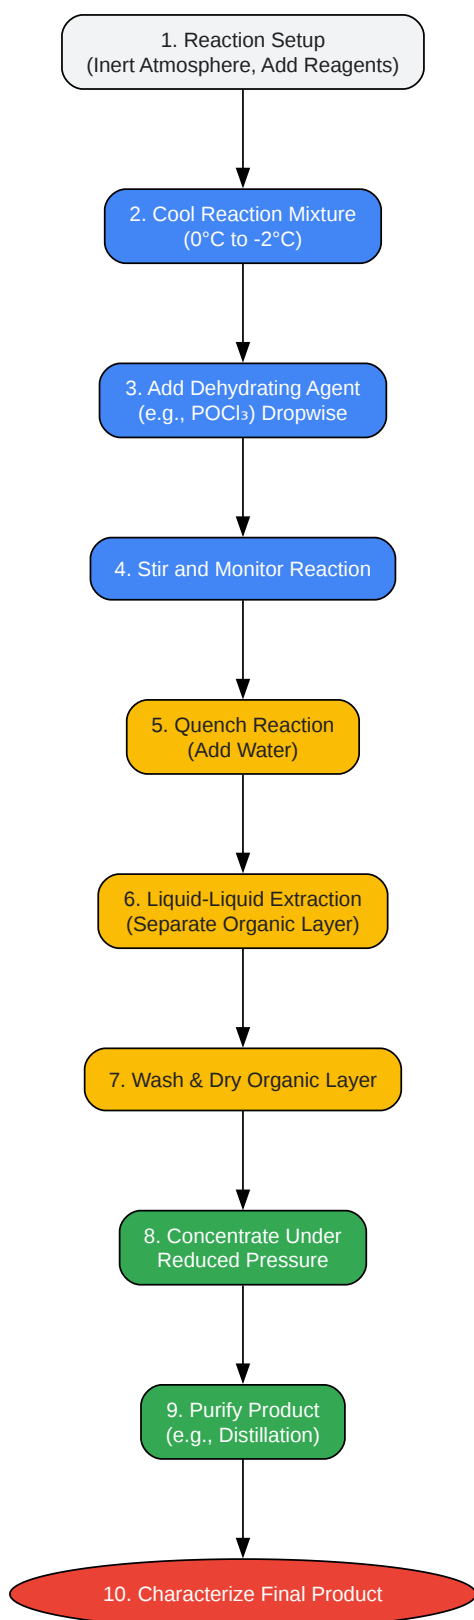 1. Reaction Setup
(Inert Atmosphere, Add Reagents)
2. Cool Reaction Mixture
(0°C to -2°C)
3. Add Dehydrating Agent
(e.g., POCl₃) Dropwise
4. Stir and Monitor Reaction
5. Quench Reaction
(Add Water)
6. Liquid-Liquid Extraction
(Separate Organic Layer)
7. Wash & Dry Organic Layer
8. Concentrate Under
Reduced Pressure
9. Purify Product
(e.g., Distillation)
10. Characterize Final Product